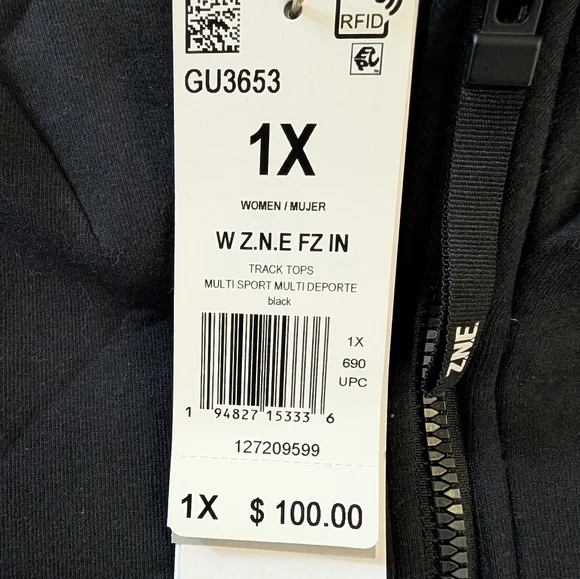 RFID
GU3653
1X
WOMEN / MUJER
W Z.N.E FZ IN
TRACK TOPS
MULTI SPORT MULTI DEPORTE
black
1X
690
UPC
1 94827 15333 6
127209599
1X $ 100.00
Z.N.E.